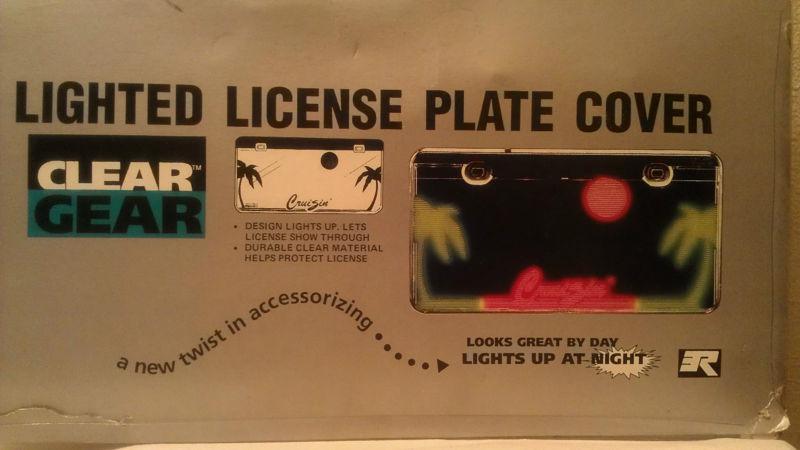 LIGHTED LICENSE PLATE COVER
CLEAR™
GEAR
Cruisin'
• DESIGN LIGHTS UP. LETS
LICENSE SHOW THROUGH
• DURABLE CLEAR MATERIAL
HELPS PROTECT LICENSE
Cruisin'
a new twist in accessorizing
LOOKS GREAT BY DAY
LIGHTS UP AT NIGHT